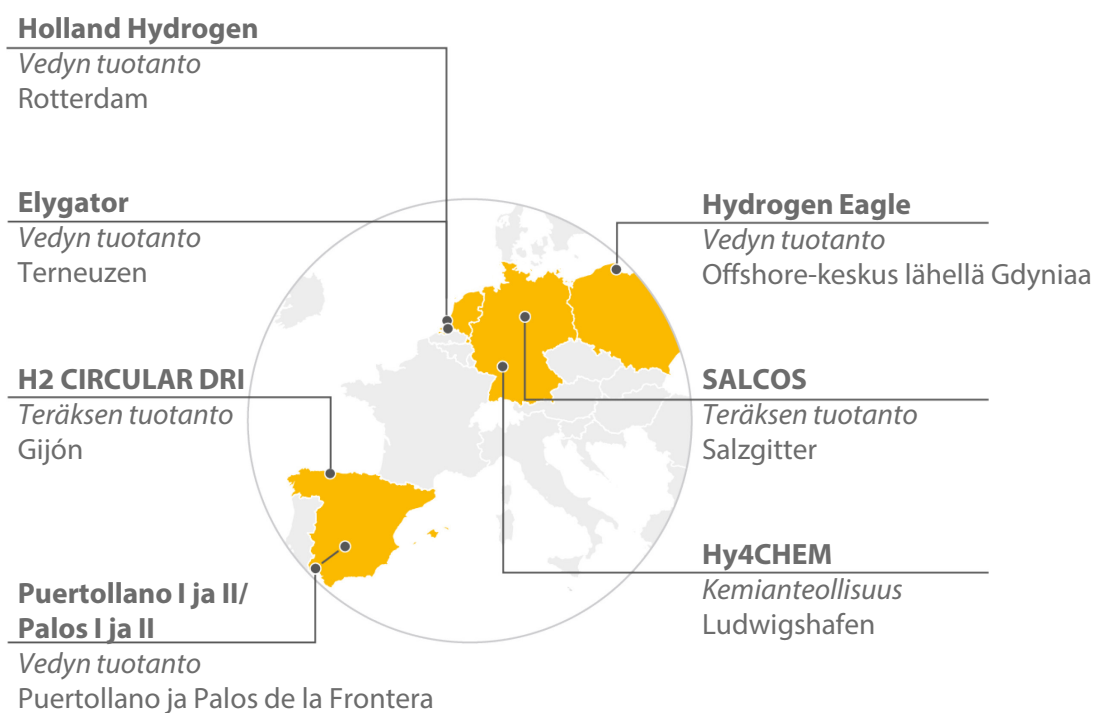 Holland Hydrogen
Vedyn tuotanto
Rotterdam
Elygator
Vedyn tuotanto
Terneuzen
H2 CIRCULAR DRI
Teräksen tuotanto
Gijón
Puertollano I ja II/
Palos I ja II
Vedyn tuotanto
Puertollano ja Palos de la Frontera
Hydrogen Eagle
Vedyn tuotanto
Offshore-keskus lähellä Gdyniaa
SALCOS
Teräksen tuotanto
Salzgitter
Hy4CHEM
Kemianteollisuus
Ludwigshafen